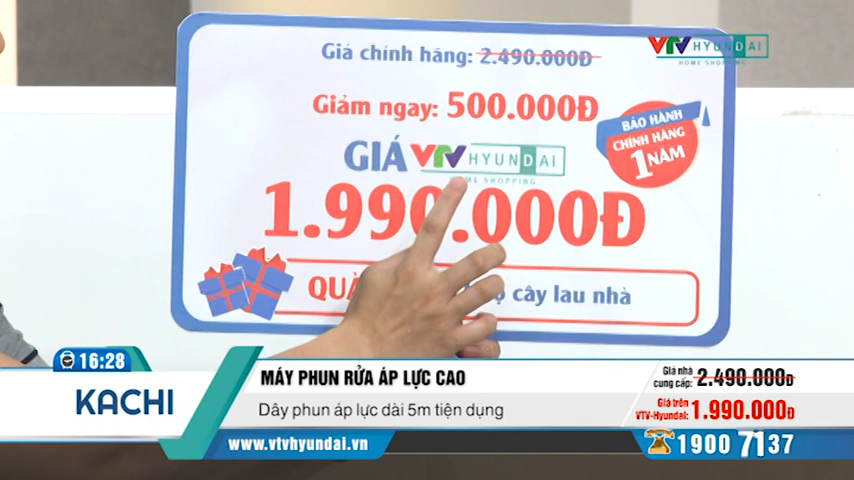 Giá chính hãng: 2.490.000Đ
VTV HYUNDAI
HOME SHOPPING
Giảm ngay: 500.000Đ
BẢO HÀNH
CHÍNH HÃNG
1 NĂM
GIÁ VTV HYUNDAI
HOME SHOPPING
1.990.000Đ
QUÀ cây lau nhà
16:28
KACHI
MÁY PHUN RỬA ÁP LỰC CAO
Dây phun áp lực dài 5m tiện dụng
Giá nhà
cung cấp: 2.490.000đ
Giá trên
VTV-Hyundai: 1.990.000đ
www.vtvhyundai.vn
1900 7137